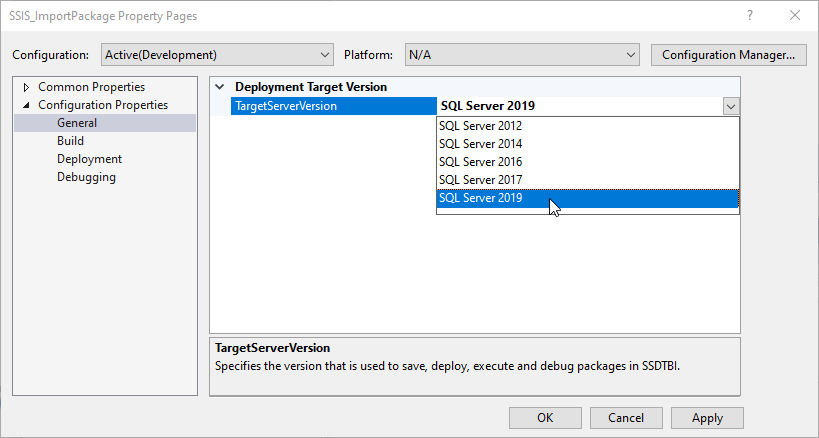 SSIS_ImportPackage Property Pages
Configuration: Active(Development) Platform: N/A Configuration Manager...
Common Properties
Configuration Properties
General
Build
Deployment
Debugging
Deployment Target Version
TargetServerVersion SQL Server 2019
SQL Server 2012
SQL Server 2014
SQL Server 2016
SQL Server 2017
SQL Server 2019
TargetServerVersion
Specifies the version that is used to save, deploy, execute and debug packages in SSDTBI.
OK Cancel Apply